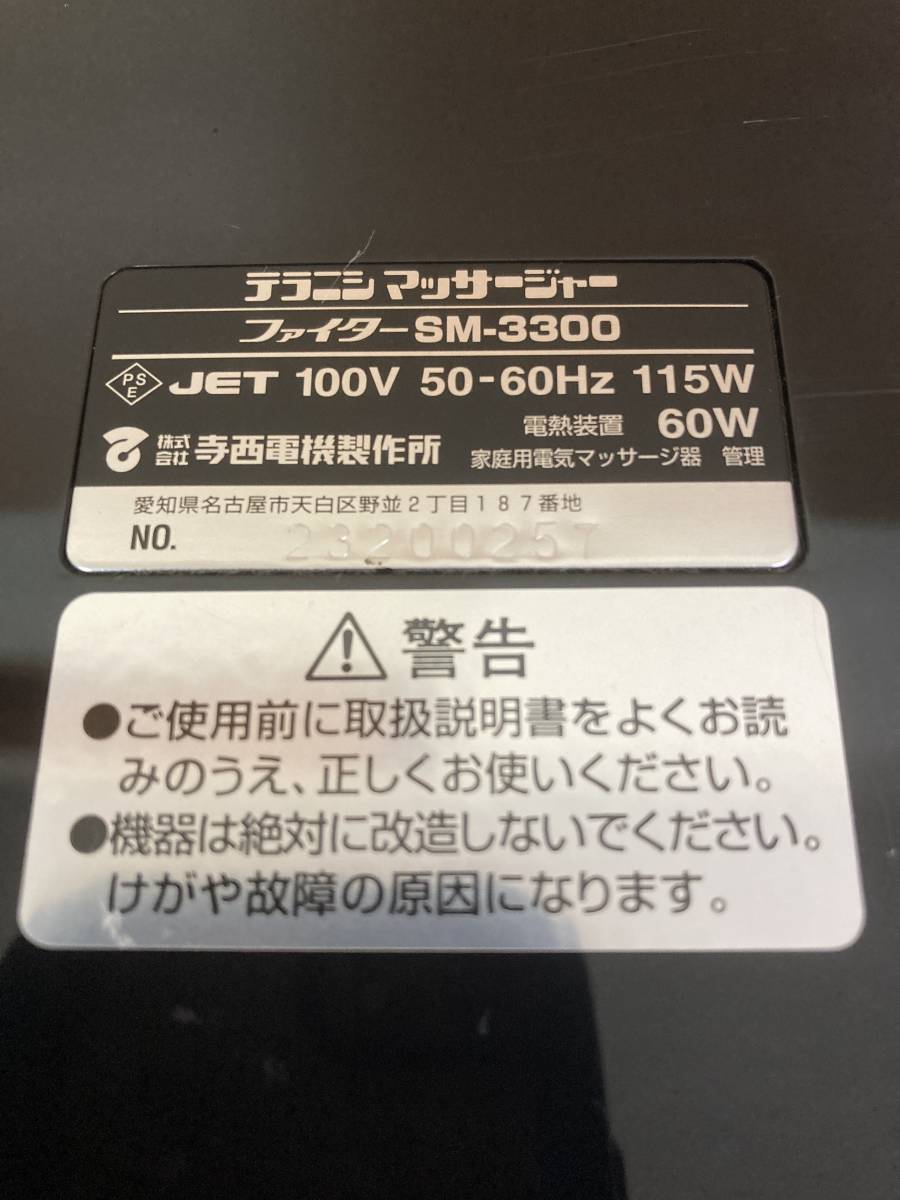 テラニシ マッサージャー
ファイター SM-3300
PSE JET 100V 50-60Hz 115W
電熱装置 60W
株式会社 寺西電機製作所 家庭用電気マッサージ器 管理
愛知県名古屋市天白区野並2丁目187番地
NO. 23200257
警告
●ご使用前に取扱説明書をよくお読
みのうえ、正しくお使いください。
●機器は絶対に改造しないでください。
けがや故障の原因になります。